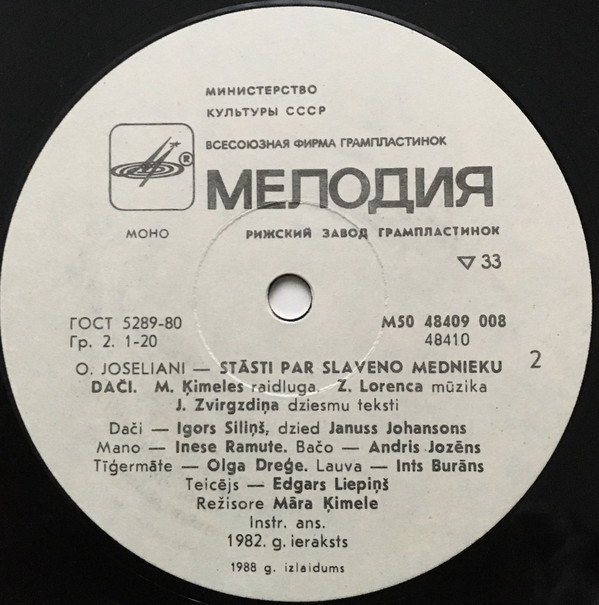 МИНИСТЕРСТВО
КУЛЬТУРЫ СССР
ВСЕСОЮЗНАЯ ФИРМА ГРАМПЛАСТИНОК
®
МЕЛОДИЯ
МОНО
РИЖСКИЙ ЗАВОД ГРАМПЛАСТИНОК
▽ 33
ГОСТ 5289-80
М50 48409 008
Гр. 2. 1-20
48410
2
O. JOSELIANI — STĀSTI PAR SLAVENO MEDNIEKU
DAČI. M. Ķimeles raidluga. Z. Lorenca mūzika
J. Zvirgzdiņa dziesmu teksti
Dači — Igors Siliņš, dzied Januss Johansons
Mano — Inese Ramute. Bačo — Andris Jozēns
Tīģermāte — Olga Dreģe. Lauva — Ints Burāns
Teicējs — Edgars Liepiņš
Režisore Māra Ķimele
Instr. ans.
1982. g. ieraksts
1988 g. izlaidums